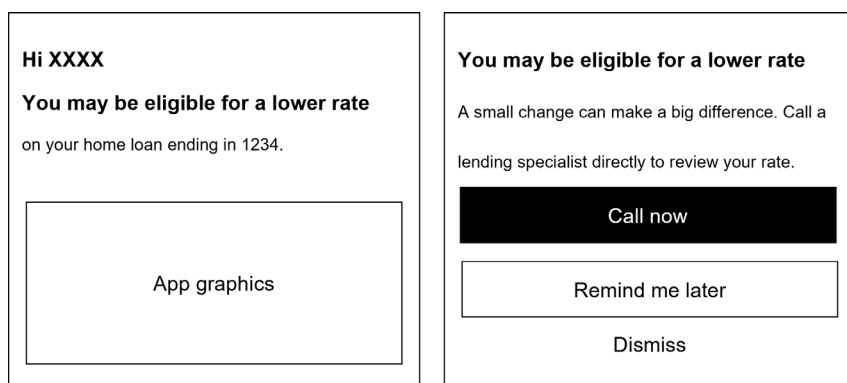 Hi XXXX
You may be eligible for a lower rate
on your home loan ending in 1234.
App graphics
You may be eligible for a lower rate
A small change can make a big difference. Call a
lending specialist directly to review your rate.
Call now
Remind me later
Dismiss